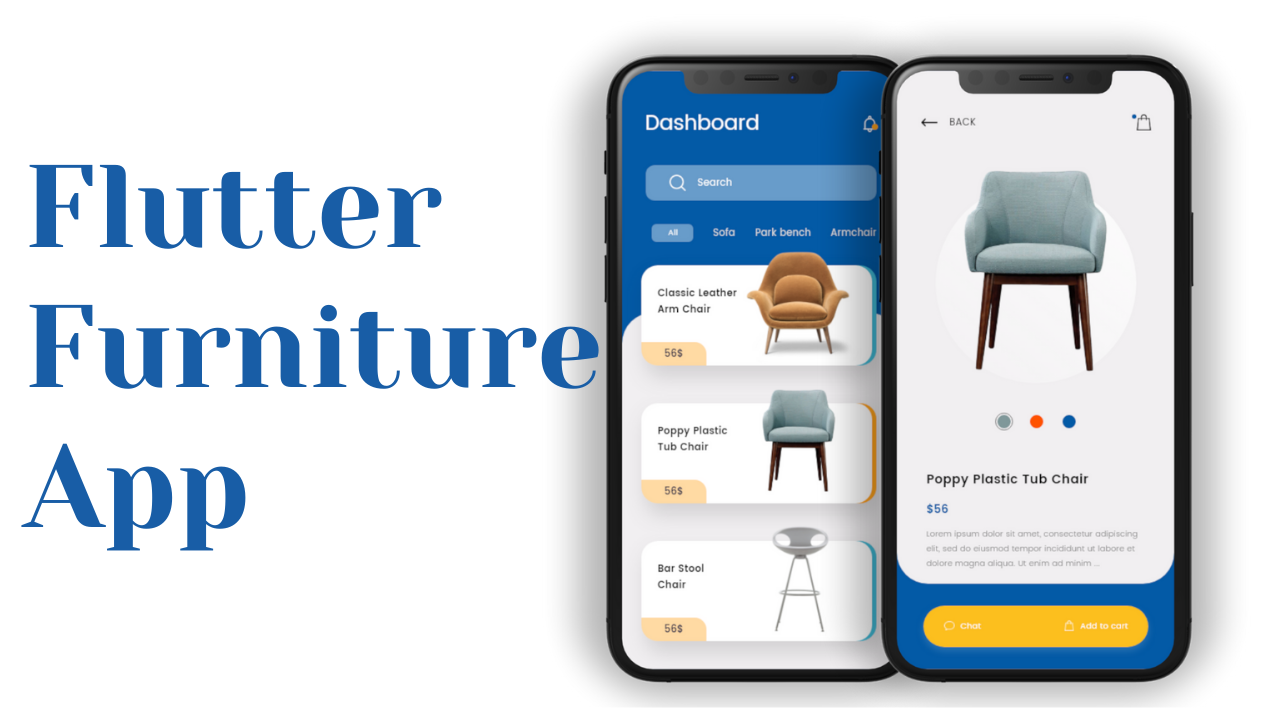 Flutter
Furniture
App
Dashboard
Search
All Sofa Park bench Armchair
Classic Leather
Arm Chair
56$
Poppy Plastic
Tub Chair
56$
Bar Stool
Chair
56$
BACK
Poppy Plastic Tub Chair
$56
Lorem ipsum dolor sit amet, consectetur adipiscing
elit, sed do eiusmod tempor incididunt ut labore et
dolore magna aliqua. Ut enim ad minim ...
Chat Add to cart